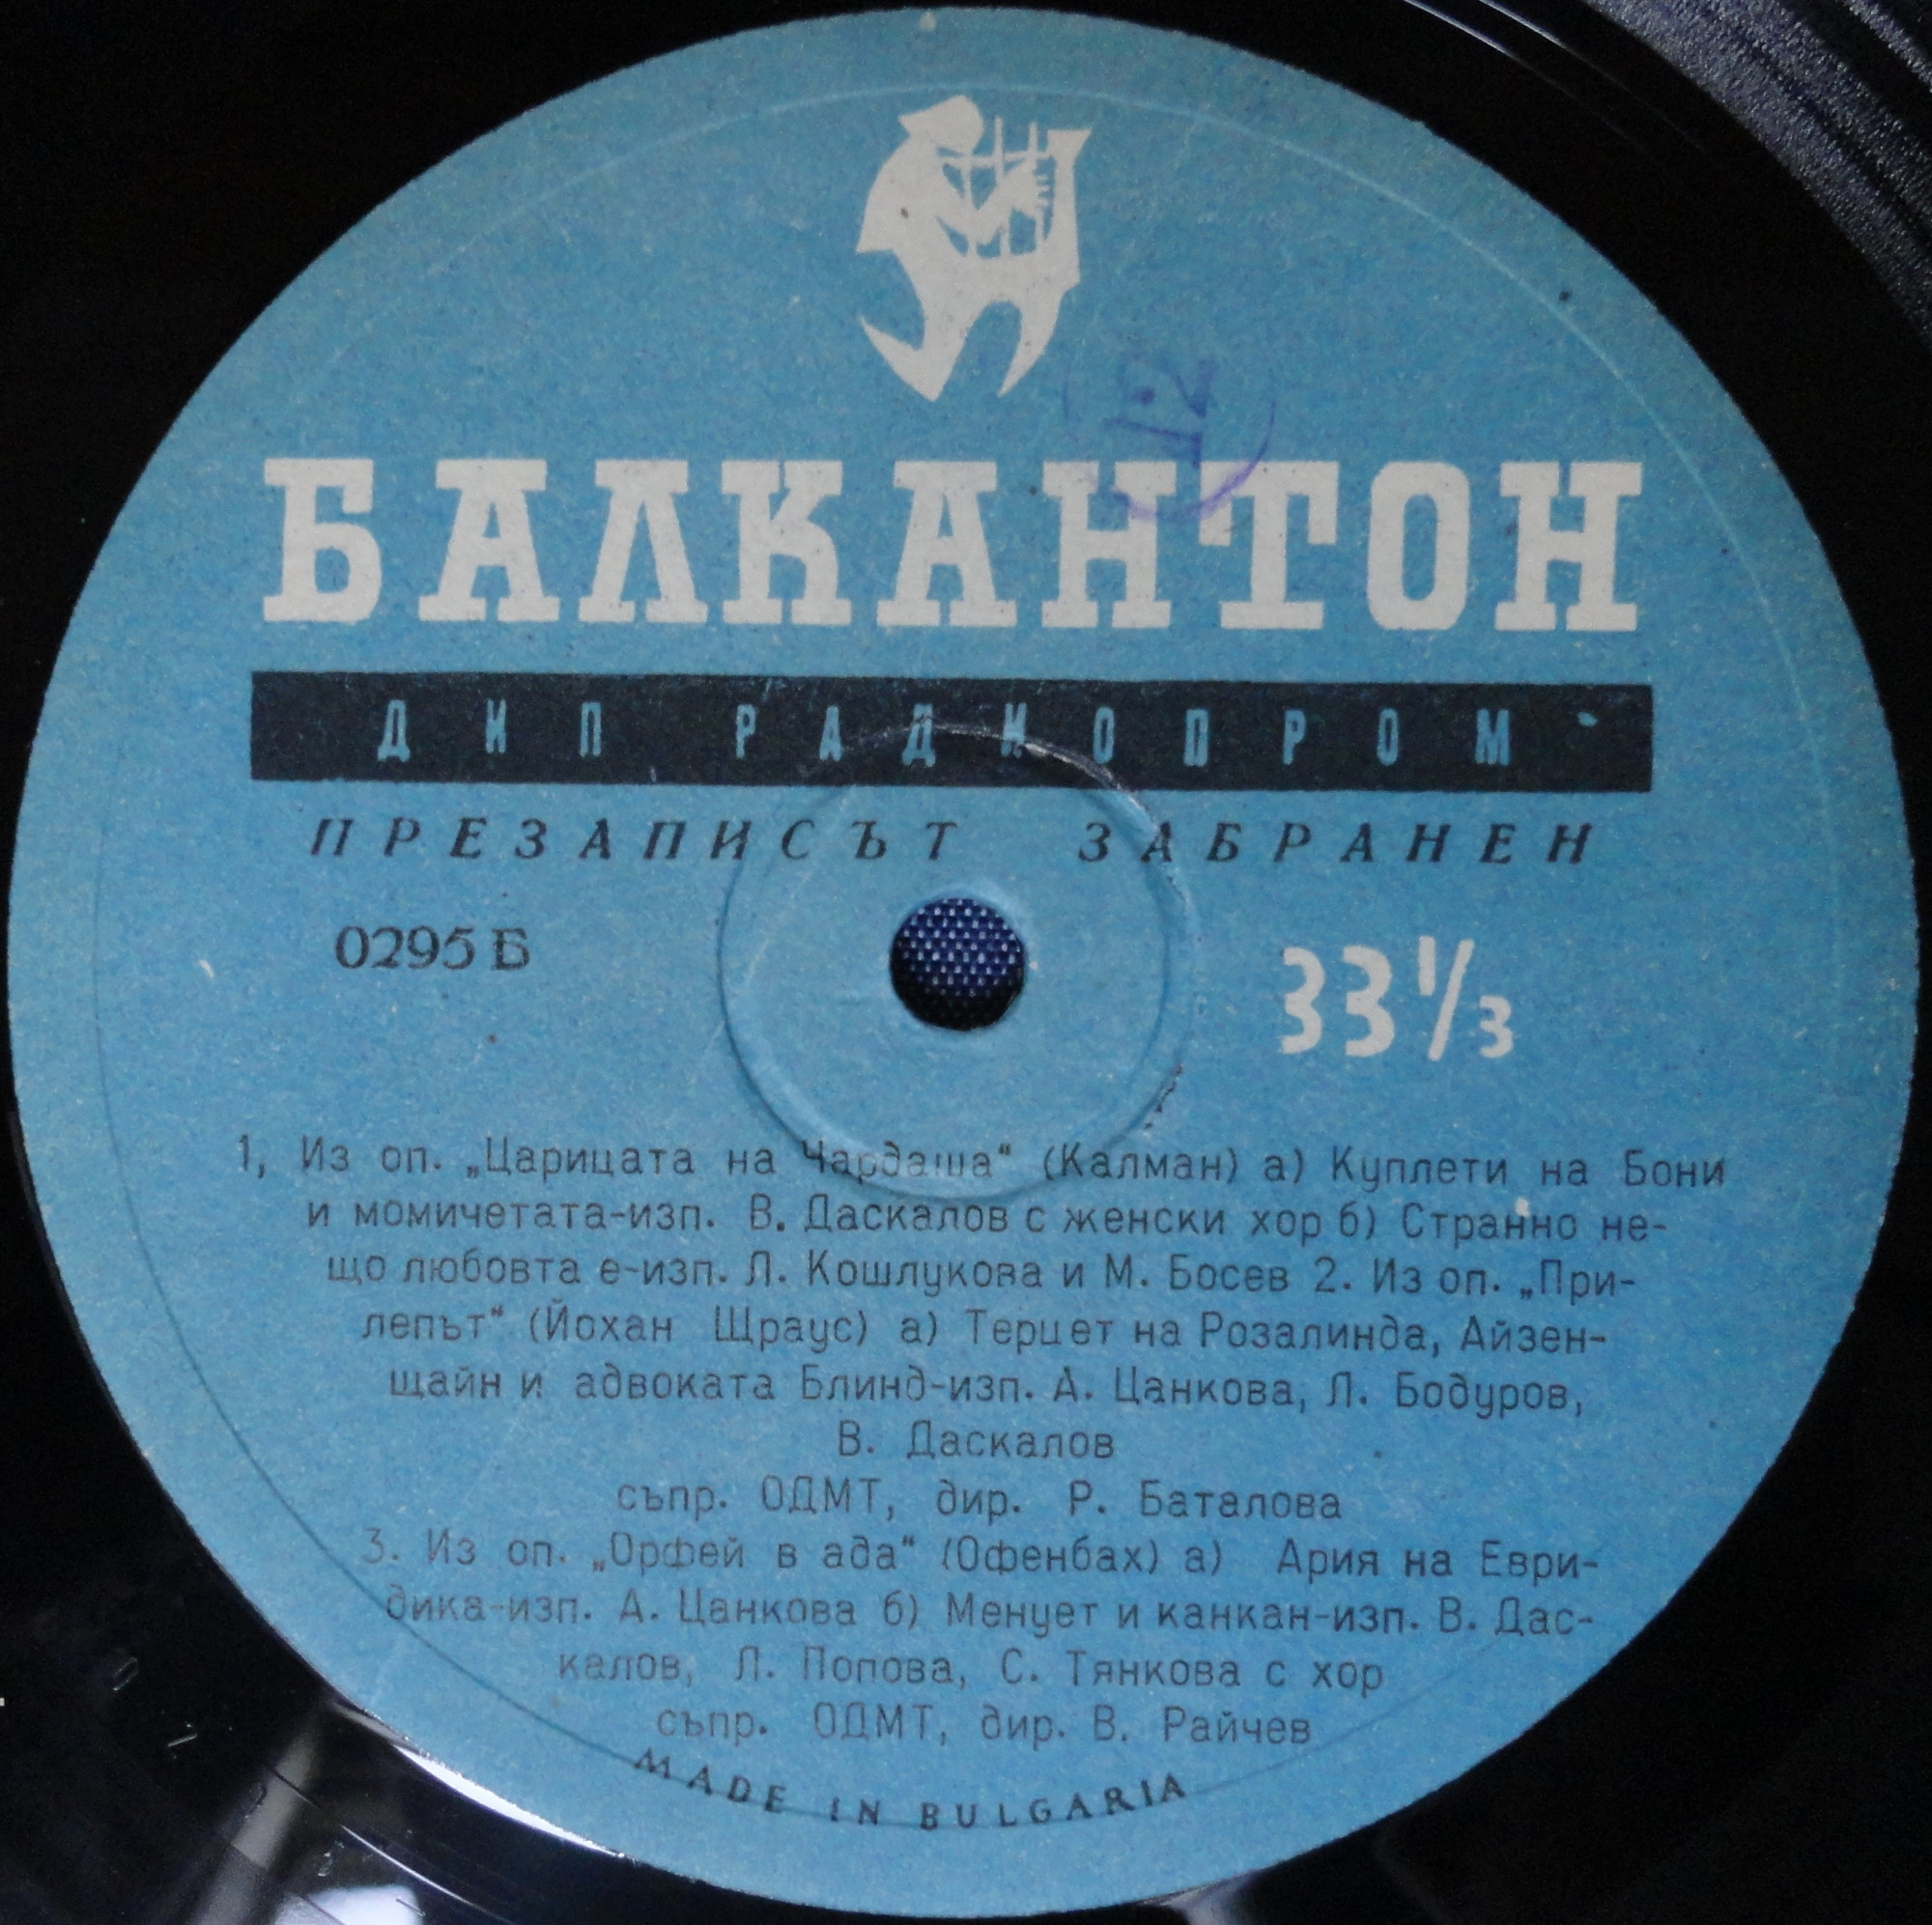 12
БАЛКАНТОН
ДИП РАДИОПРОМ
ПРЕЗАПИСЪТ ЗАБРАНЕН
0295 Б
33 1/3
1, Из оп. „Царицата на Чардаша“ (Калман) а) Куплети на Бони
и момичетата-изп. В. Даскалов с женски хор б) Странно не-
що любовта е-изп. Л. Кошлукова и М. Босев 2. Из оп. „При-
лепът“ (Йохан Щраус) а) Терцет на Розалинда, Айзен-
щайн и адвоката Блинд-изп. А. Цанкова, Л. Бодуров,
В. Даскалов
съпр. ОДМТ, дир. Р. Баталова
3. Из оп. „Орфей в ада“ (Офенбах) а) Ария на Еври-
дика-изп. А. Цанкова б) Менует и канкан-изп. В. Дас-
калов, Л. Попова, С. Тянкова с хор
съпр. ОДМТ, дир. В. Райчев
MADE IN BULGARIA